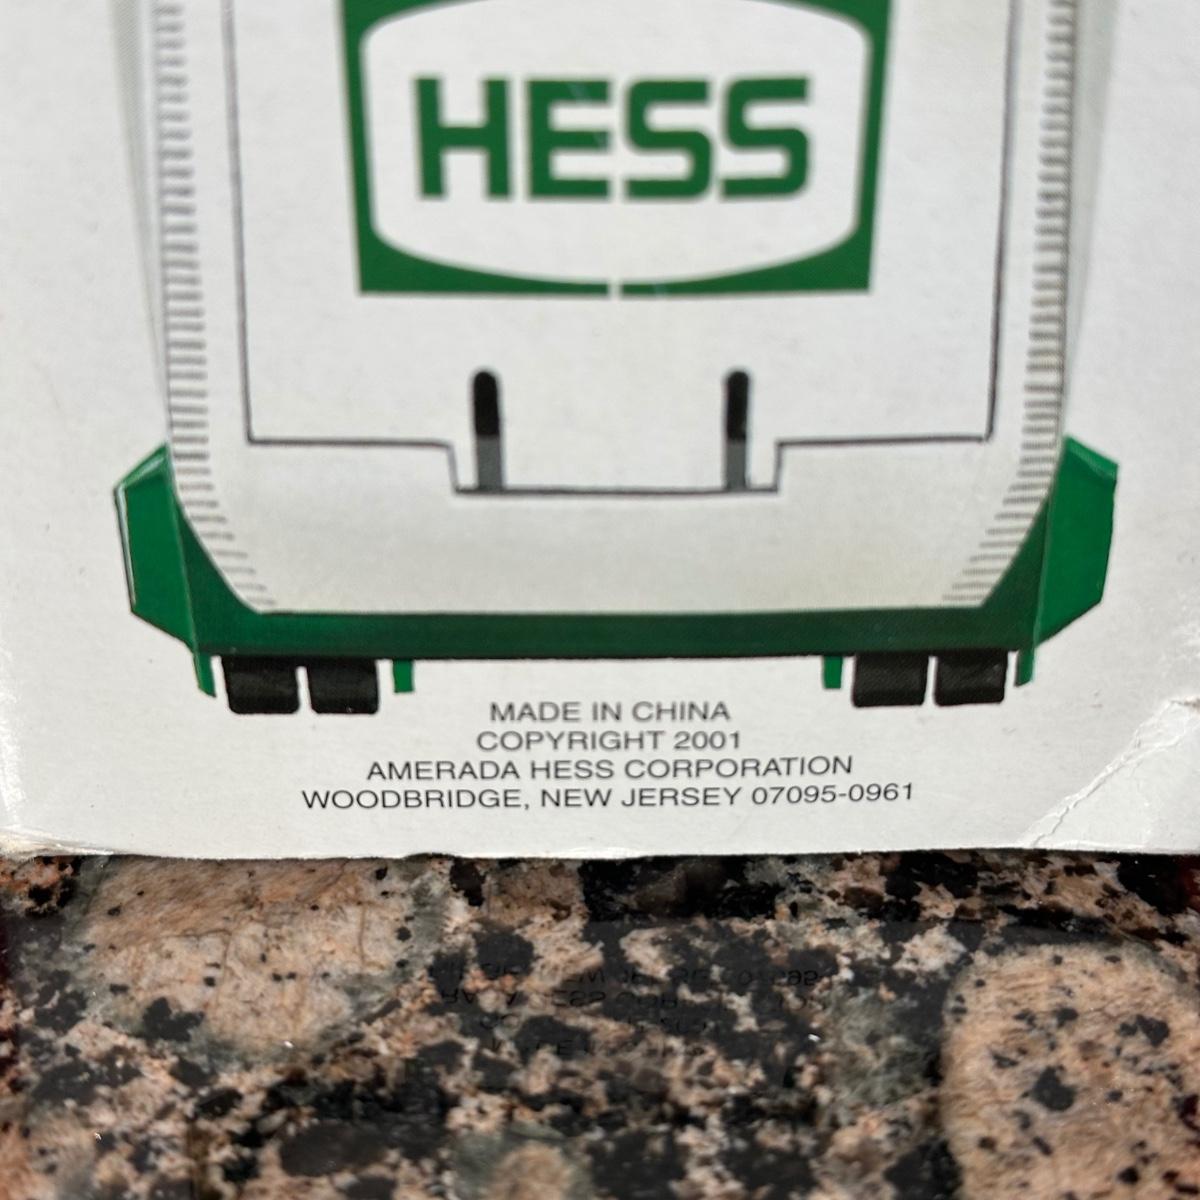 HESS
MADE IN CHINA
COPYRIGHT 2001
AMERADA HESS CORPORATION
WOODBRIDGE, NEW JERSEY 07095-0961